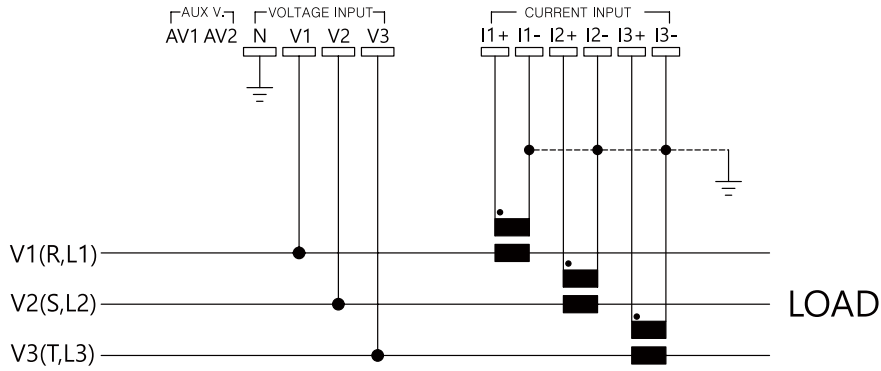 AUX V. VOLTAGE INPUT CURRENT INPUT
AV1 AV2 N V1 V2 V3 I1+ I1- I2+ I2- I3+ I3-
V1(R,L1)
V2(S,L2)
LOAD
V3(T,L3)